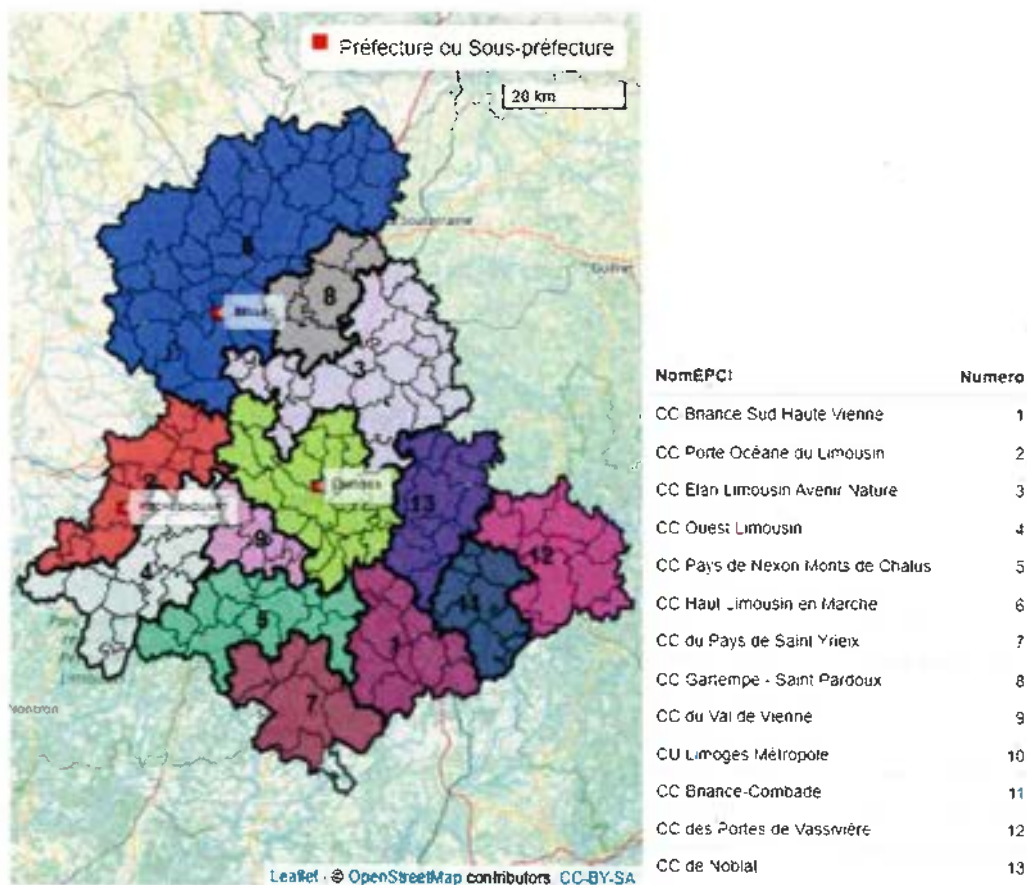 Préfecture ou Sous-préfecture
20 km
Guéret
6
8
3
2
13
9
12
4
11
5
1
7
Nontron
Leaflet © OpenStreetMap contributors CC-BY-SA
NomEPCI Numero
CC Briance Sud Haute Vienne 1
CC Porte Océane du Limousin 2
CC Elan Limousin Avenir Nature 3
CC Ouest Limousin 4
CC Pays de Nexon Monts de Chalus 5
CC Haut Limousin en Marche 6
CC du Pays de Saint Yrieix 7
CC Gartempe - Saint Pardoux 8
CC du Val de Vienne 9
CU Limoges Métropole 10
CC Briance-Combade 11
CC des Portes de Vassivière 12
CC de Noblat 13